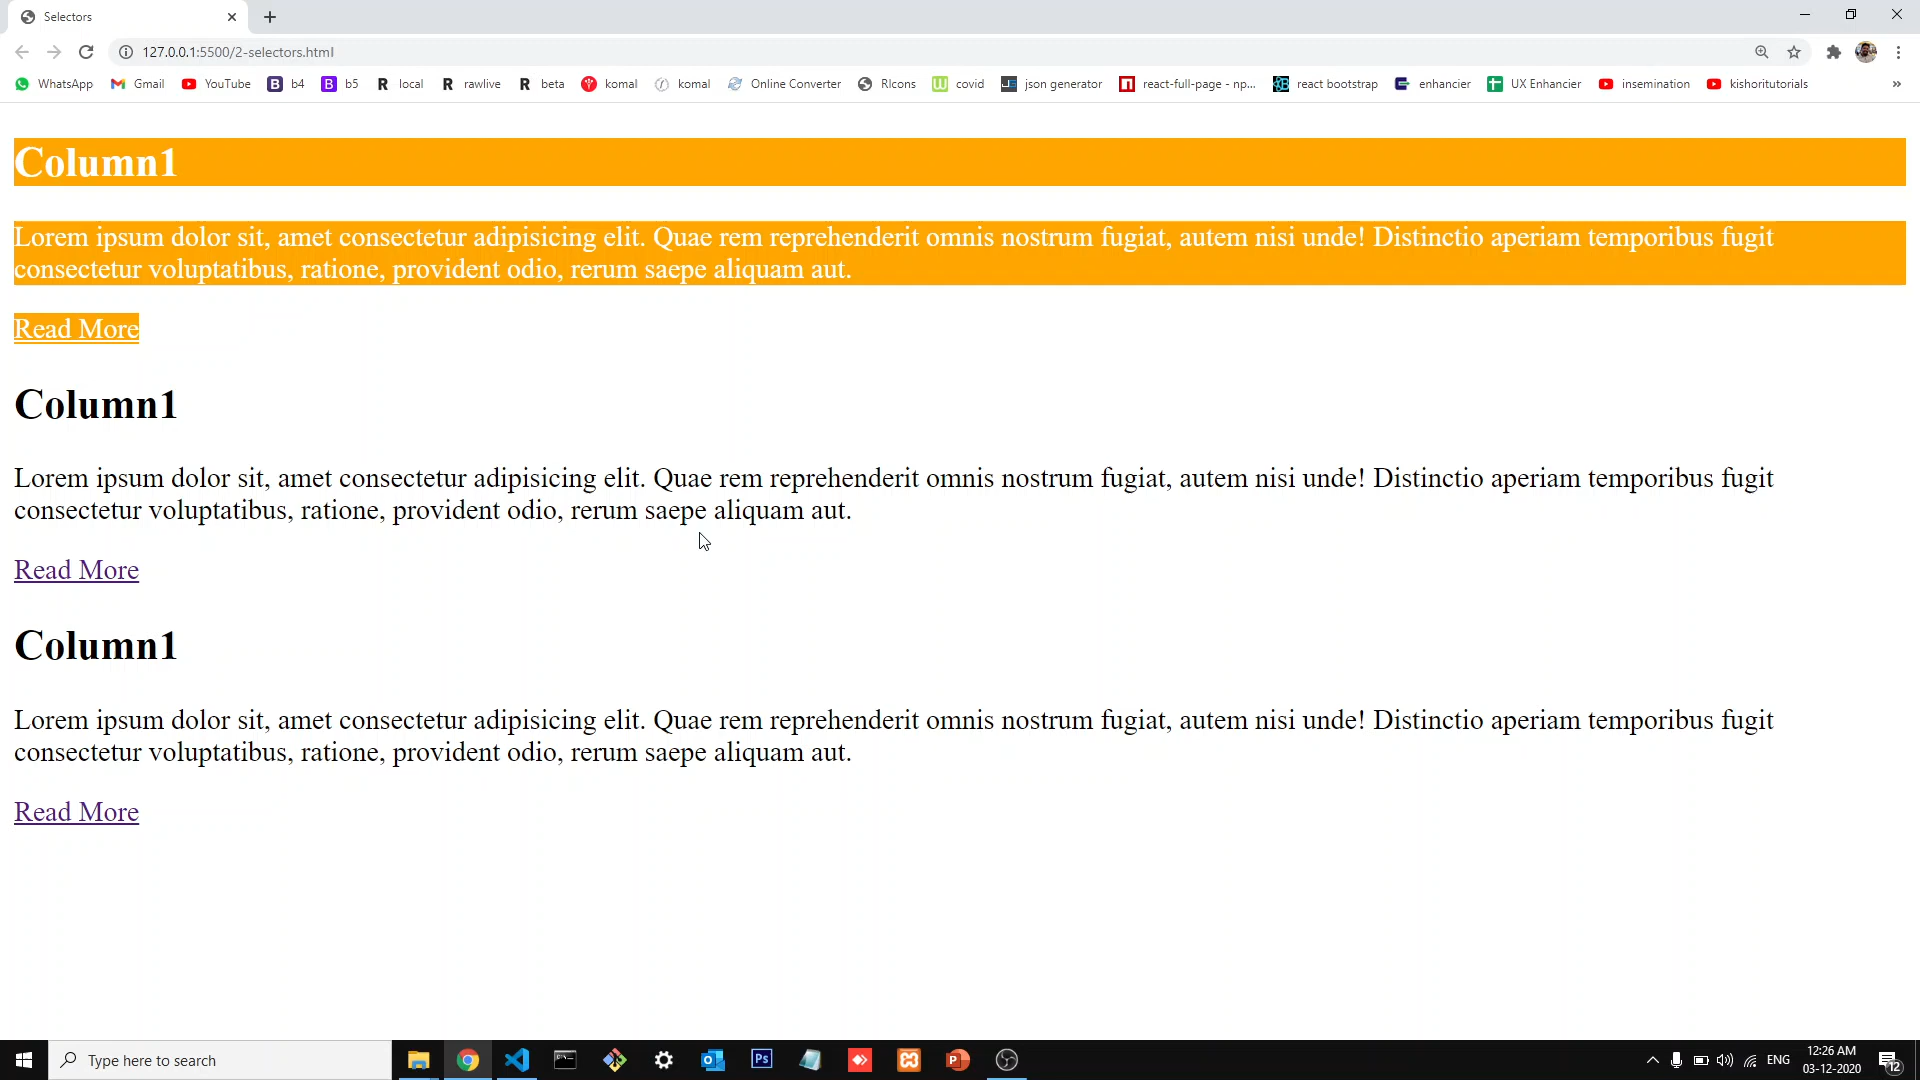 Selectors
127.0.0.1:5500/2-selectors.html
WhatsApp Gmail YouTube b4 b5 local rawlive beta komal komal Online Converter RIcons covid json generator react-full-page - np... react bootstrap enhancier UX Enhancier insemination kishoritutorials »
Column1
Lorem ipsum dolor sit, amet consectetur adipisicing elit. Quae rem reprehenderit omnis nostrum fugiat, autem nisi unde! Distinctio aperiam temporibus fugit
consectetur voluptatibus, ratione, provident odio, rerum saepe aliquam aut.
Read More
Column1
Lorem ipsum dolor sit, amet consectetur adipisicing elit. Quae rem reprehenderit omnis nostrum fugiat, autem nisi unde! Distinctio aperiam temporibus fugit
consectetur voluptatibus, ratione, provident odio, rerum saepe aliquam aut.
Read More
Column1
Lorem ipsum dolor sit, amet consectetur adipisicing elit. Quae rem reprehenderit omnis nostrum fugiat, autem nisi unde! Distinctio aperiam temporibus fugit
consectetur voluptatibus, ratione, provident odio, rerum saepe aliquam aut.
Read More
Type here to search
ENG
12:26 AM
03-12-2020
12